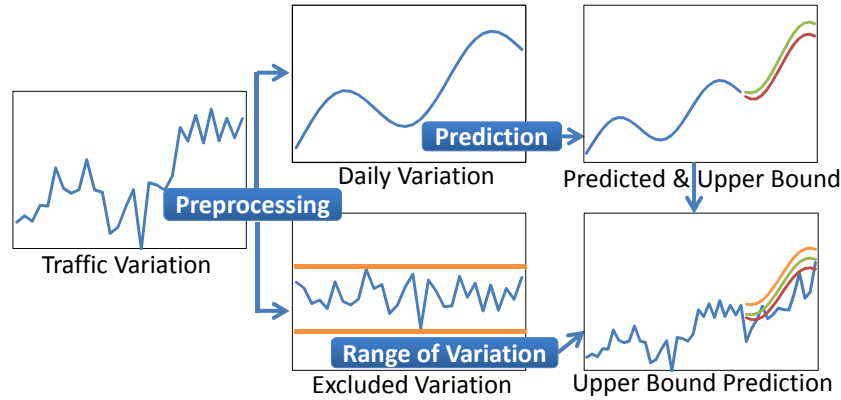 Traffic Variation
Preprocessing
Daily Variation
Prediction
Predicted & Upper Bound
Excluded Variation
Range of Variation
Upper Bound Prediction